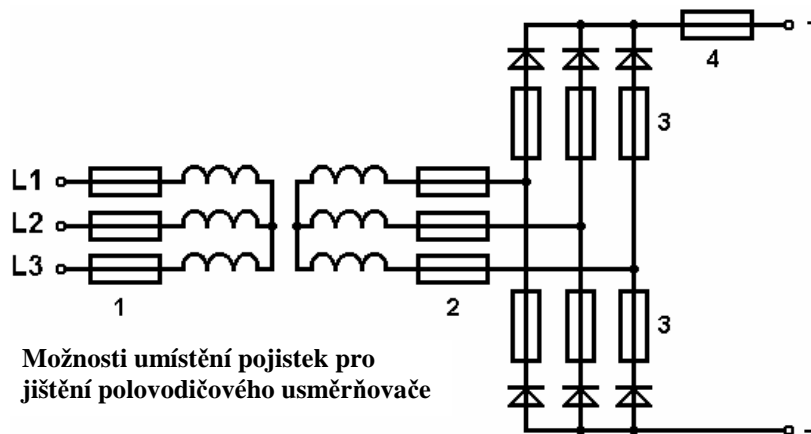 4
3
L1
L2
L3
1
2
3
Možnosti umístění pojistek pro
jištění polovodičového usměrňovače